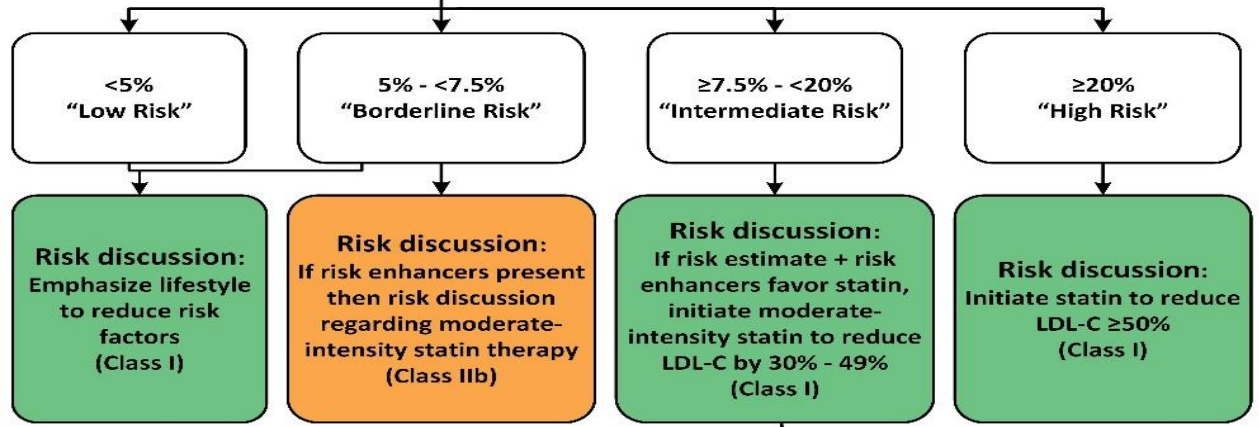 <5%
“Low Risk”
5% - <7.5%
“Borderline Risk”
≥7.5% - <20%
“Intermediate Risk”
≥20%
“High Risk”
Risk discussion:
Emphasize lifestyle
to reduce risk
factors
(Class I)
Risk discussion:
If risk enhancers present
then risk discussion
regarding moderate-
intensity statin therapy
(Class IIb)
Risk discussion:
If risk estimate + risk
enhancers favor statin,
initiate moderate-
intensity statin to reduce
LDL-C by 30% - 49%
(Class I)
Risk discussion:
Initiate statin to reduce
LDL-C ≥50%
(Class I)